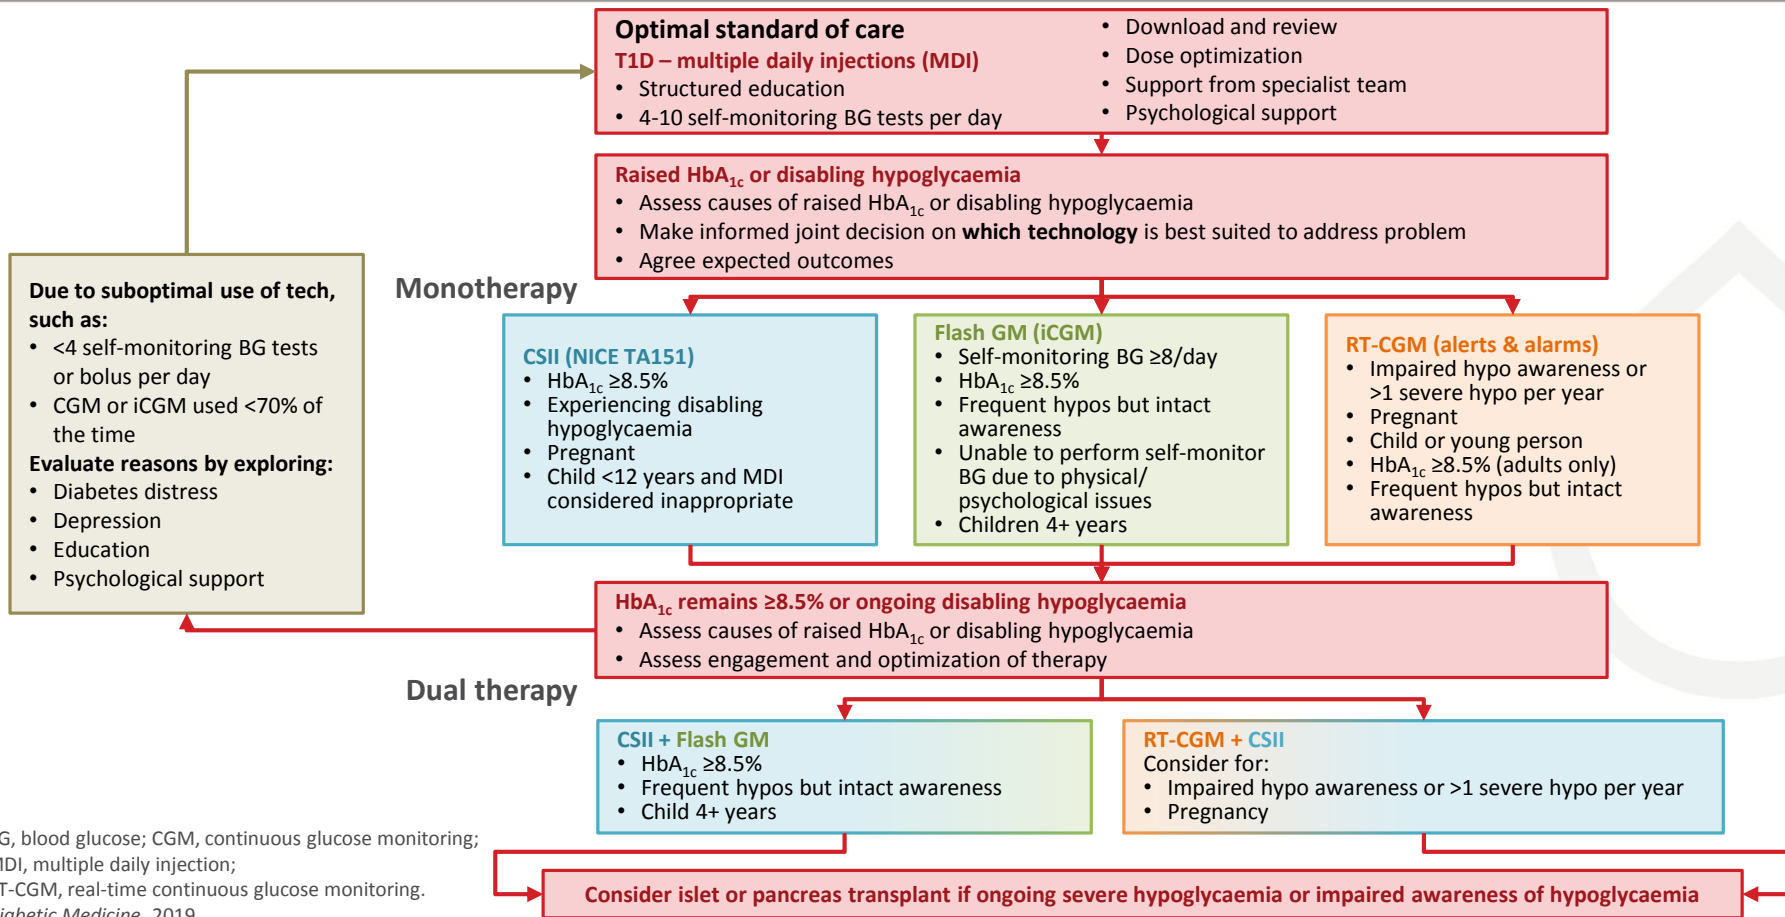 Optimal standard of care
T1D – multiple daily injections (MDI)
• Structured education
• 4-10 self-monitoring BG tests per day
• Download and review
• Dose optimization
• Support from specialist team
• Psychological support
Raised HbA1c or disabling hypoglycaemia
• Assess causes of raised HbA1c or disabling hypoglycaemia
• Make informed joint decision on which technology is best suited to address problem
• Agree expected outcomes
Due to suboptimal use of tech,
such as:
• <4 self-monitoring BG tests
or bolus per day
• CGM or iCGM used <70% of
the time
Evaluate reasons by exploring:
• Diabetes distress
• Depression
• Education
• Psychological support
Monotherapy
CSII (NICE TA151)
• HbA1c ≥8.5%
• Experiencing disabling
hypoglycaemia
• Pregnant
• Child <12 years and MDI
considered inappropriate
Flash GM (iCGM)
• Self-monitoring BG ≥8/day
• HbA1c ≥8.5%
• Frequent hypos but intact
awareness
• Unable to perform self-monitor
BG due to physical/
psychological issues
• Children 4+ years
RT-CGM (alerts & alarms)
• Impaired hypo awareness or
>1 severe hypo per year
• Pregnant
• Child or young person
• HbA1c ≥8.5% (adults only)
• Frequent hypos but intact
awareness
HbA1c remains ≥8.5% or ongoing disabling hypoglycaemia
• Assess causes of raised HbA1c or disabling hypoglycaemia
• Assess engagement and optimization of therapy
Dual therapy
CSII + Flash GM
• HbA1c ≥8.5%
• Frequent hypos but intact awareness
• Child 4+ years
RT-CGM + CSII
Consider for:
• Impaired hypo awareness or >1 severe hypo per year
• Pregnancy
G, blood glucose; CGM, continuous glucose monitoring;
MDI, multiple daily injection;
T-CGM, real-time continuous glucose monitoring.
iabetic Medicine, 2019
Consider islet or pancreas transplant if ongoing severe hypoglycaemia or impaired awareness of hypoglycaemia